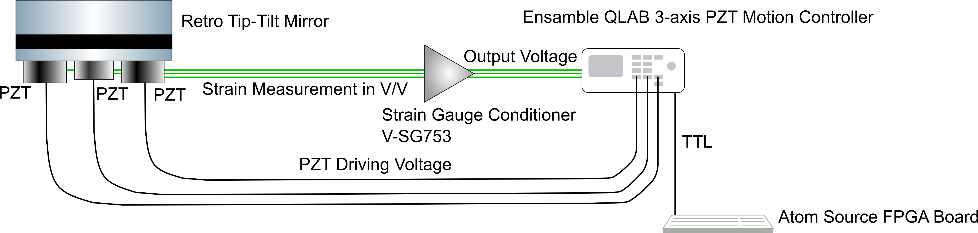 Ensamble QLAB 3-axis PZT Motion Controller
Retro Tip-Tilt Mirror
Output Voltage
PZT
PZT
PZT
Strain Measurement in V/V
Strain Gauge Conditioner
V-SG753
TTL
PZT Driving Voltage
Atom Source FPGA Board